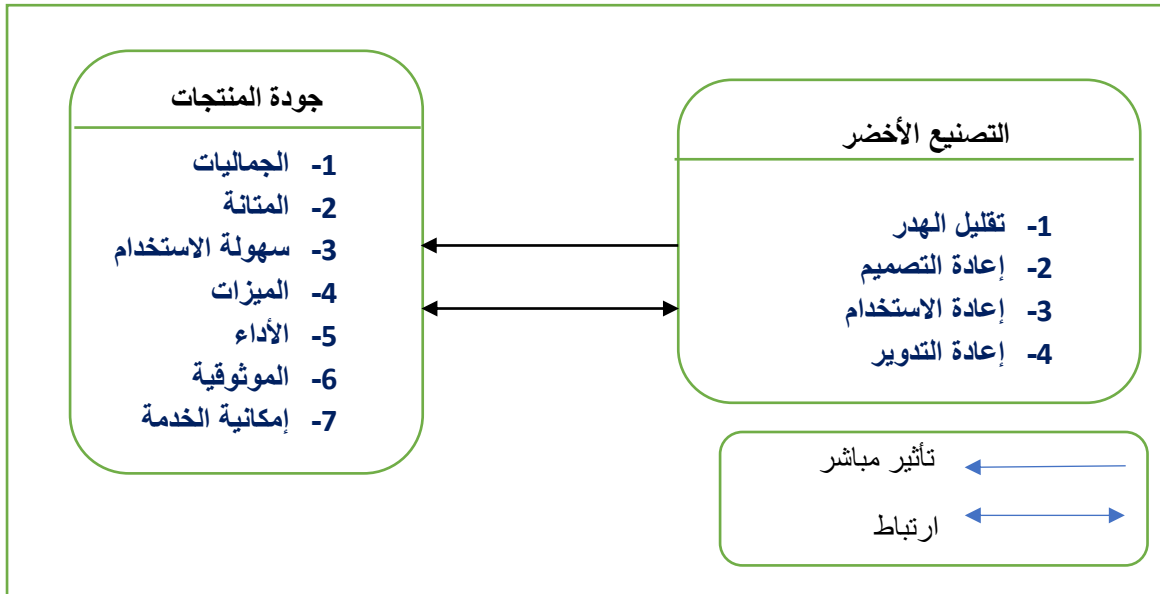 التصنيع الأخضر
1- تقليل الهدر
2- إعادة التصميم
3- إعادة الاستخدام
4- إعادة التدوير
جودة المنتجات
1- الجماليات
2- المتانة
3- سهولة الاستخدام
4- الميزات
5- الأداء
6- الموثوقية
7- إمكانية الخدمة
تأثير مباشر
ارتباط